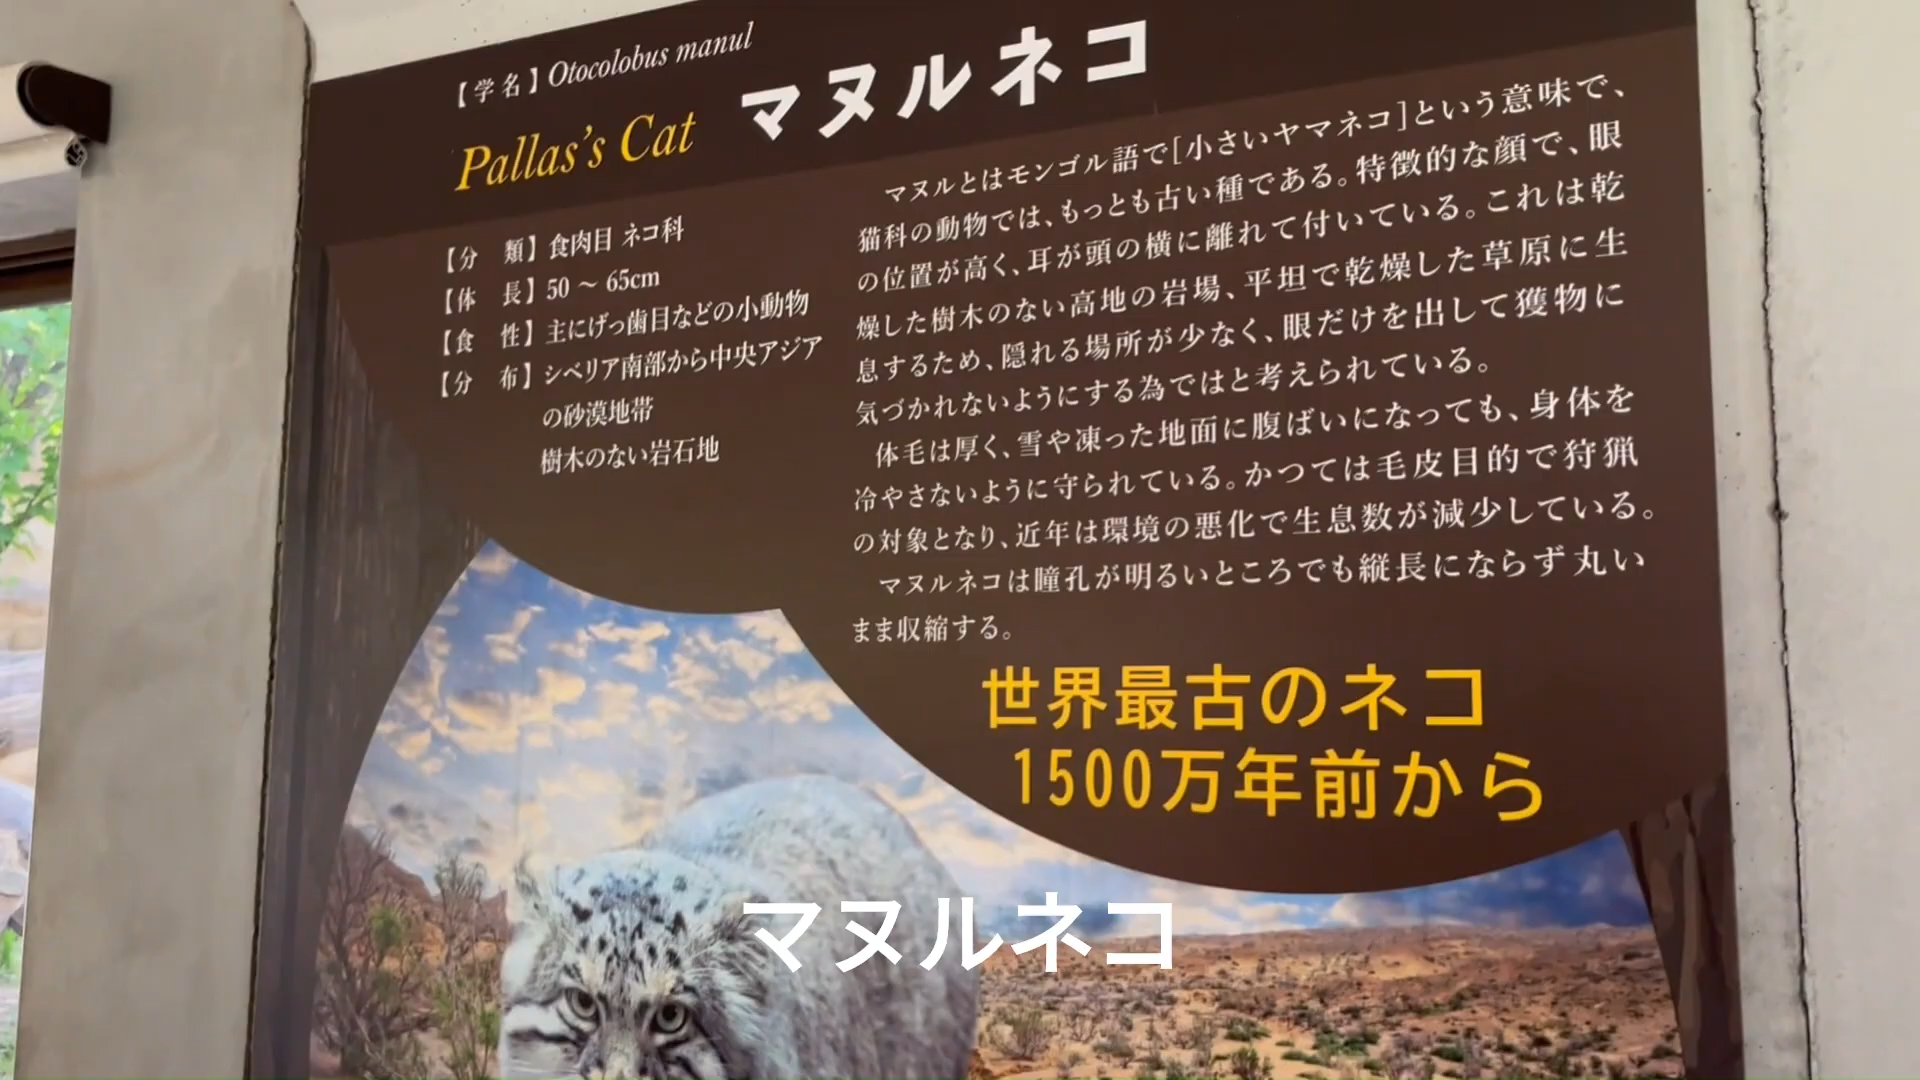 【学名】Otocolobus manul
Pallas's Cat マヌルネコ
【分　類】食肉目 ネコ科
【体　長】50 〜 65cm
【食　性】主にげっ歯目などの小動物
【分　布】シベリア南部から中央アジア
の砂漠地帯
樹木のない岩石地
マヌルとはモンゴル語で[小さいヤマネコ]という意味で、
猫科の動物では、もっとも古い種である。特徴的な顔で、眼
の位置が高く、耳が頭の横に離れて付いている。これは乾
燥した樹木のない高地の岩場、平坦で乾燥した草原に生
息するため、隠れる場所が少なく、眼だけを出して獲物に
気づかれないようにする為ではと考えられている。
体毛は厚く、雪や凍った地面に腹ばいになっても、身体を
冷やさないように守られている。かつては毛皮目的で狩猟
の対象となり、近年は環境の悪化で生息数が減少している。
マヌルネコは瞳孔が明るいところでも縦長にならず丸い
まま収縮する。
世界最古のネコ
1500万年前から
マヌルネコ